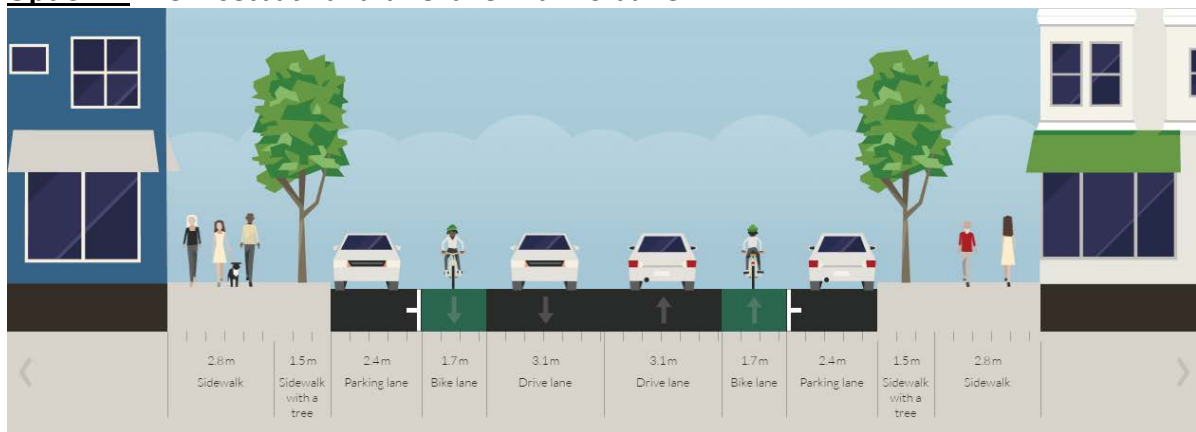 2.8m 1.5m 2.4m 1.7m 3.1m 3.1m 1.7m 2.4m 1.5m 2.8m
Sidewalk Sidewalk Parking lane Bike lane Drive lane Drive lane Bike lane Parking lane Sidewalk Sidewalk
with a with a
tree tree